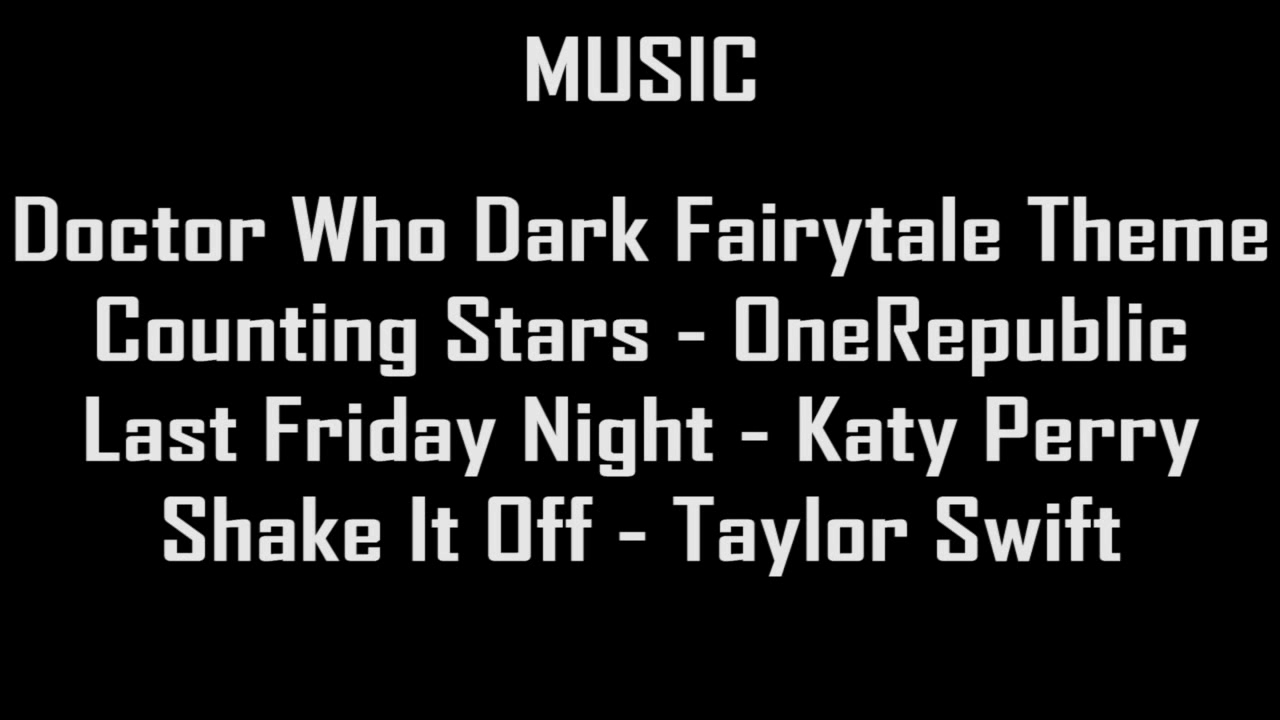 MUSIC
Doctor Who Dark Fairytale Theme
Counting Stars - OneRepublic
Last Friday Night - Katy Perry
Shake It Off - Taylor Swift